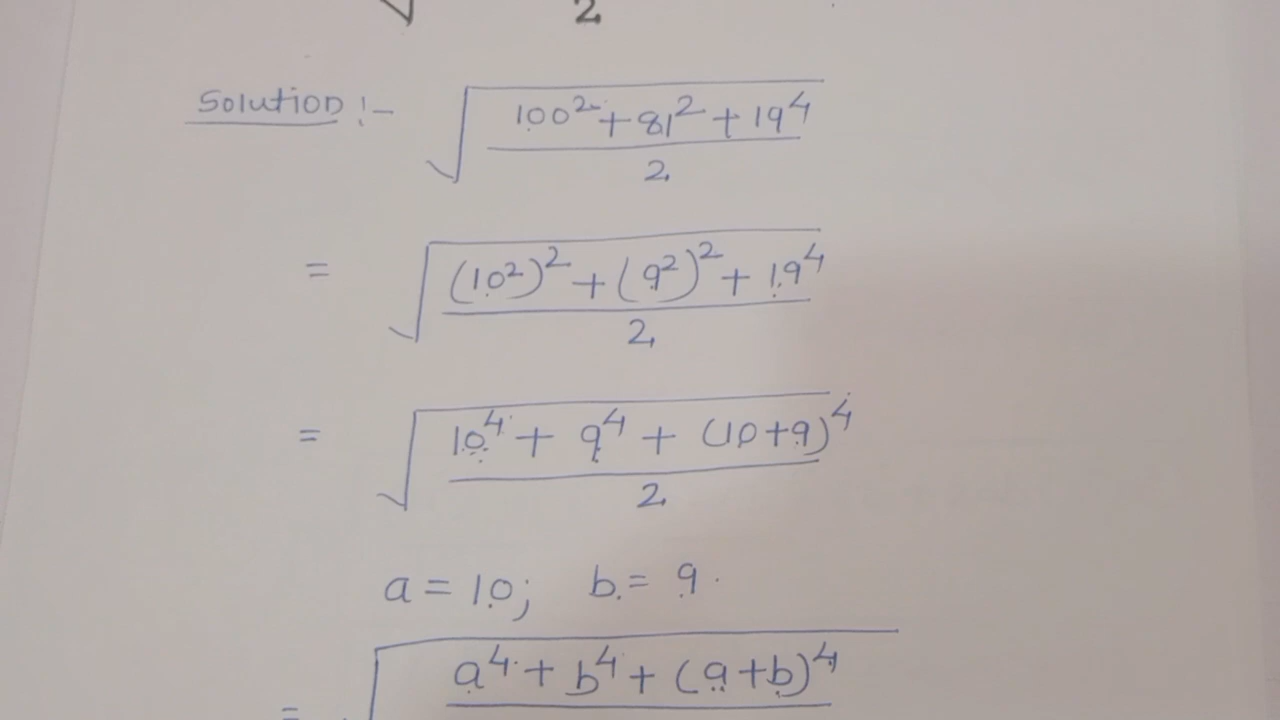 √ 2
Solution :- √((100² + 81² + 19⁴)/2)
= √(((10²)² + (9²)² + 19⁴)/2)
= √((10⁴ + 9⁴ + (10+9)⁴)/2)
a = 10; b = 9.
= √(a⁴ + b⁴ + (a+b)⁴